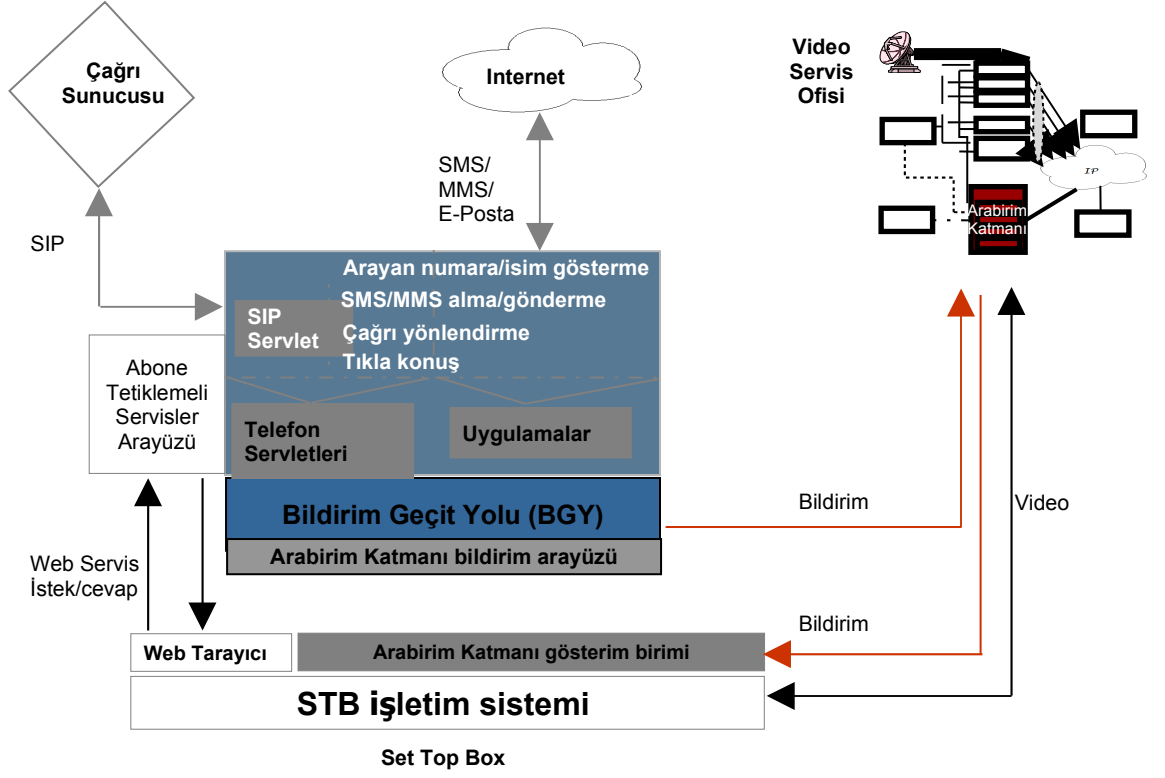 Çağrı
Sunucusu
Internet
Video
Servis
Ofisi
IP
Arabirim
Katmanı
SMS/
MMS/
E-Posta
SIP
Arayan numara/isim gösterme
SMS/MMS alma/gönderme
Çağrı yönlendirme
Tıkla konuş
SIP
Servlet
Abone
Tetiklemeli
Servisler
Arayüzü
Telefon
Servletleri
Uygulamalar
Bildirim Geçit Yolu (BGY)
Arabirim Katmanı bildirim arayüzü
Bildirim
Video
Web Servis
İstek/cevap
Bildirim
Web Tarayıcı
Arabirim Katmanı gösterim birimi
STB işletim sistemi
Set Top Box